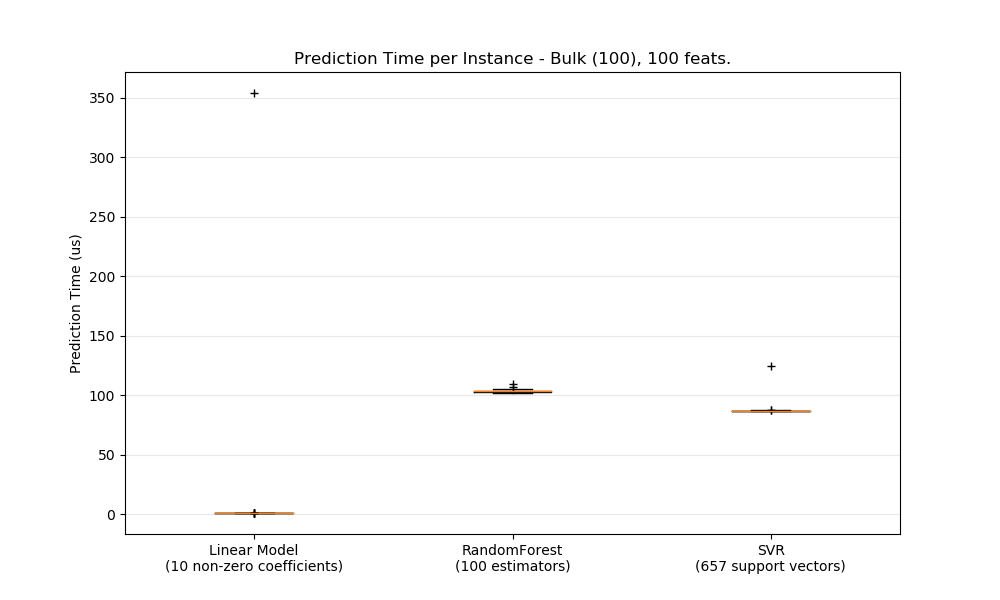 Prediction Time per Instance - Bulk (100), 100 feats.
350
300
250
200
150
100
50
0
Prediction Time (us)
Linear Model
(10 non-zero coefficients)
RandomForest
(100 estimators)
SVR
(657 support vectors)